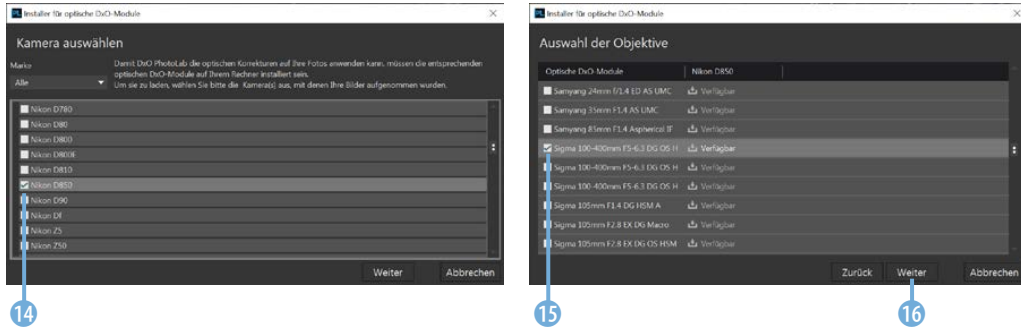 Installer für optische DxO-Module
Kamera auswählen
Marke
Alle
Damit DxO PhotoLab die optischen Korrekturen auf Ihre Fotos anwenden kann, müssen die entsprechenden
optischen DxO-Module auf Ihrem Rechner installiert sein.
Um sie zu laden, wählen Sie bitte die Kamera(s) aus, mit denen Ihre Bilder aufgenommen wurden.
Nikon D780
Nikon D80
Nikon D800
Nikon D800E
Nikon D810
Nikon D850
Nikon D90
Nikon Df
Nikon Z5
Nikon Z50
Weiter Abbrechen
14
Installer für optische DxO-Module
Auswahl der Objektive
Optische DxO-Module Nikon D850
Samyang 24mm f/1.4 ED AS UMC Verfügbar
Samyang 35mm F1.4 AS UMC Verfügbar
Samyang 85mm F1.4 Aspherical IF Verfügbar
Sigma 100-400mm F5-6.3 DG OS H Verfügbar
Sigma 100-400mm F5-6.3 DG OS H Verfügbar
Sigma 100-400mm F5-6.3 DG OS H Verfügbar
Sigma 105mm F1.4 DG HSM A Verfügbar
Sigma 105mm F2.8 EX DG Macro Verfügbar
Sigma 105mm F2.8 EX DG OS HSM Verfügbar
Zurück Weiter Abbrechen
15
16